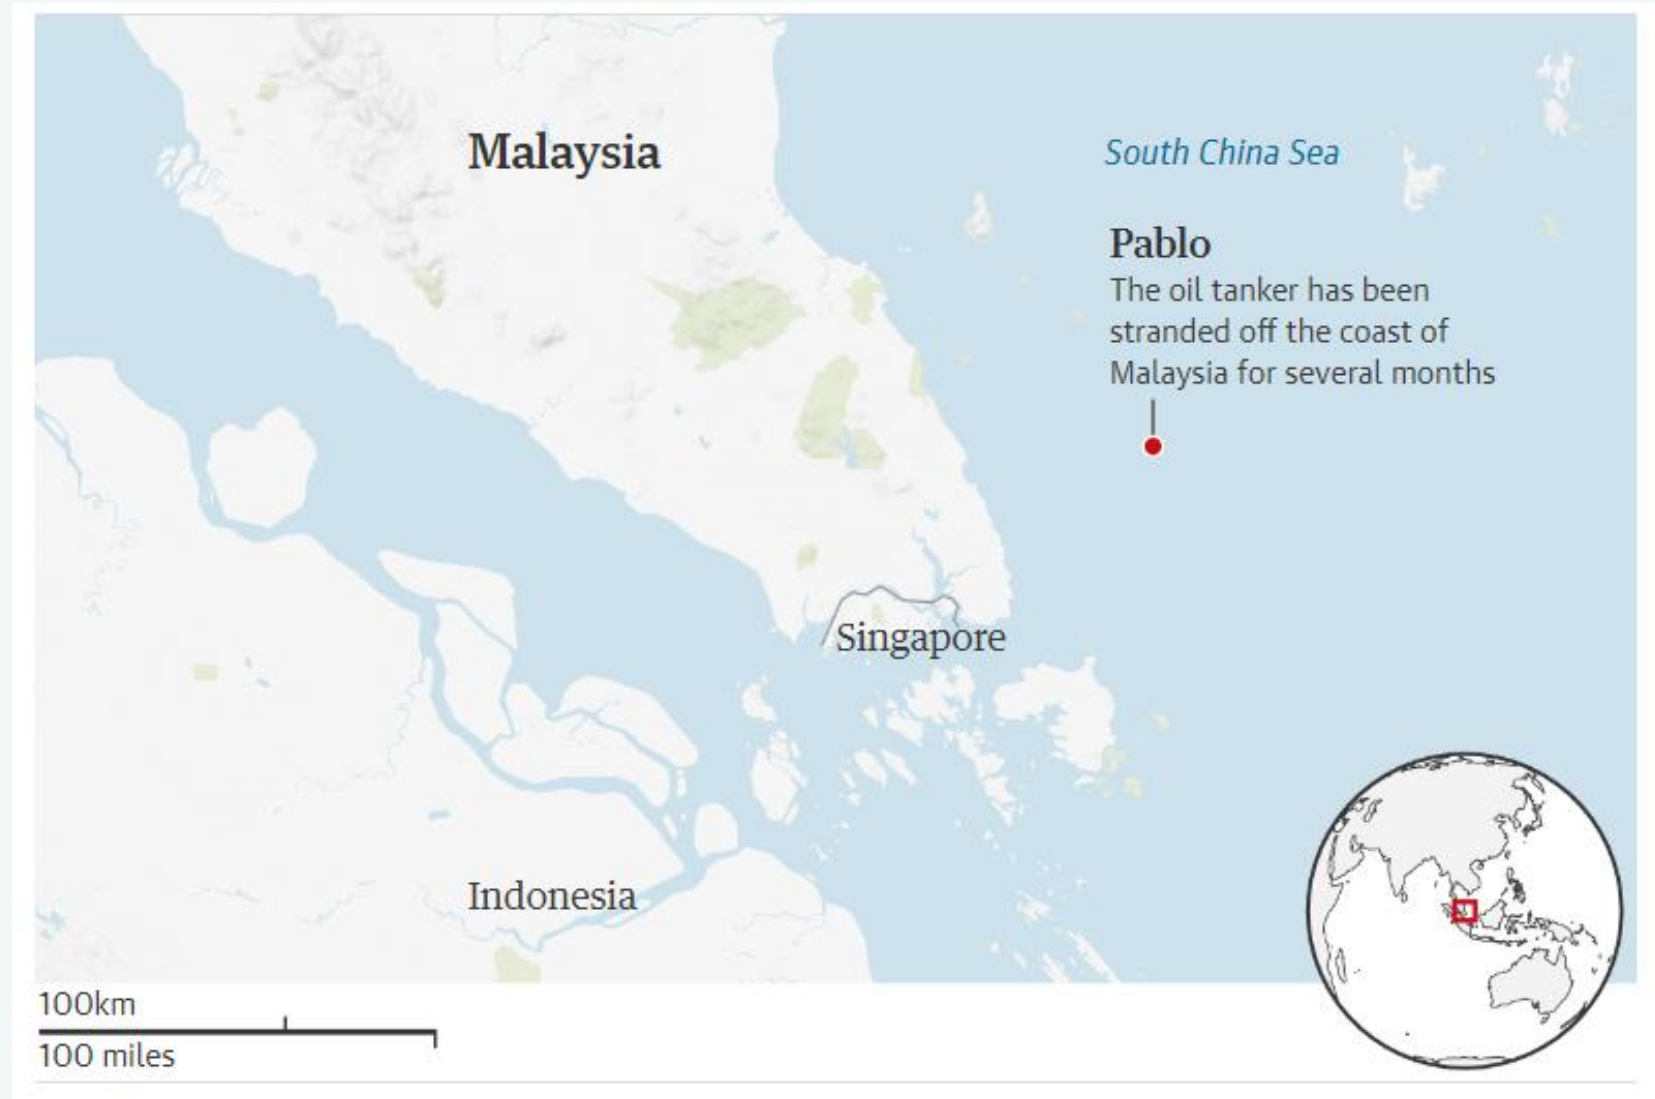 Malaysia
South China Sea
Pablo
The oil tanker has been
stranded off the coast of
Malaysia for several months
Singapore
Indonesia
100km
100 miles